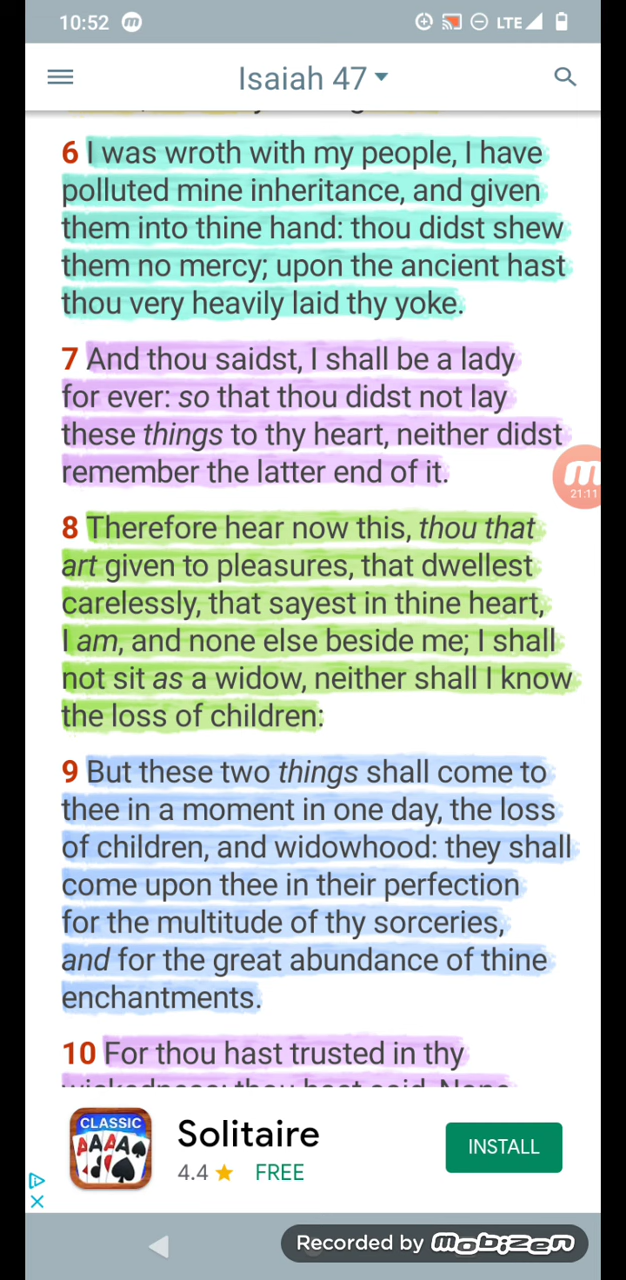 10:52
LTE
Isaiah 47
6 I was wroth with my people, I have
polluted mine inheritance, and given
them into thine hand: thou didst shew
them no mercy; upon the ancient hast
thou very heavily laid thy yoke.
7 And thou saidst, I shall be a lady
for ever: so that thou didst not lay
these things to thy heart, neither didst
remember the latter end of it.
21:11
8 Therefore hear now this, thou that
art given to pleasures, that dwellest
carelessly, that sayest in thine heart,
I am, and none else beside me; I shall
not sit as a widow, neither shall I know
the loss of children:
9 But these two things shall come to
thee in a moment in one day, the loss
of children, and widowhood: they shall
come upon thee in their perfection
for the multitude of thy sorceries,
and for the great abundance of thine
enchantments.
10 For thou hast trusted in thy
CLASSIC
Solitaire
4.4 ★ FREE
INSTALL
Recorded by mobizen